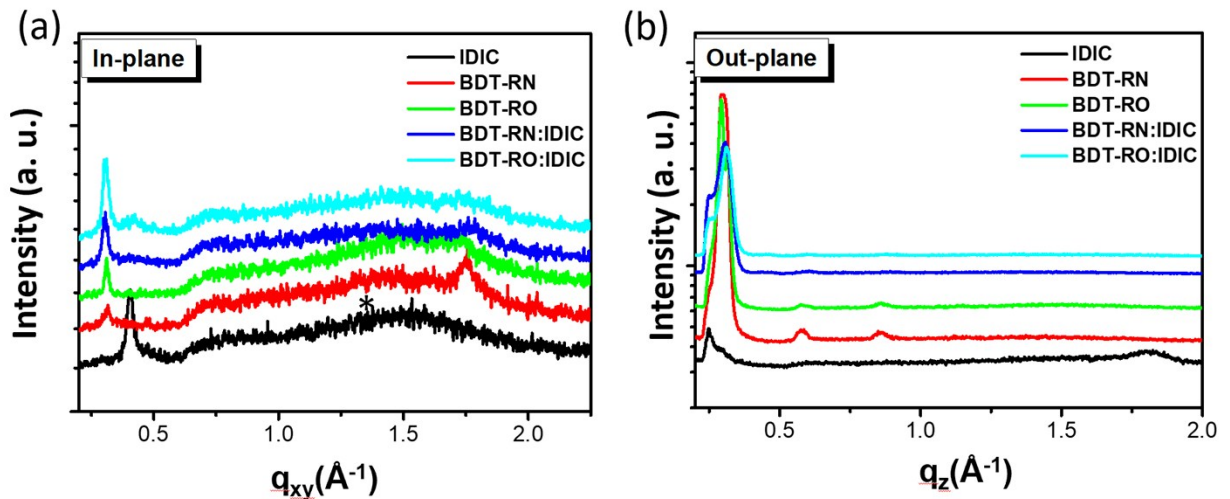 (a)
In-plane
IDIC
BDT-RN
BDT-RO
BDT-RN:IDIC
BDT-RO:IDIC
*
Intensity (a. u.)
0.5
1.0
1.5
2.0
qxy(Å-1)
(b)
Out-plane
IDIC
BDT-RN
BDT-RO
BDT-RN:IDIC
BDT-RO:IDIC
Intensity (a. u.)
0.5
1.0
1.5
2.0
qz(Å-1)